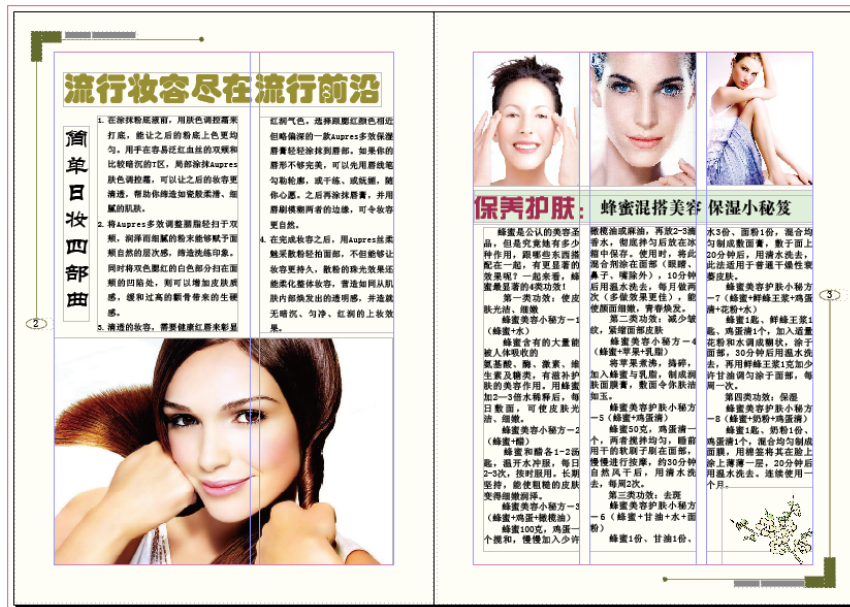 流行妆容尽在流行前沿
简单日妆四部曲
1. 在涂抹粉底液前，用肤色调控霜来
打底，能让之后的粉底上色更均
匀。用手在容易泛红血丝的双颊和
比较暗沉的T区，局部涂抹Aupres
肤色调控霜，可以让之后的妆容更
清透，帮助你缔造如瓷般柔滑、细
腻的肌肤。
2. 将Aupres多效调整胭脂轻扫于双
颊，润泽而细腻的粉末能够赋予面
颊自然的层次感，缔造洗练印象。
同时将双色腮红的白色部分扫在面
颊的凹陷处，则可以增加皮肤质
感，缓和过高的颧骨带来的生硬
感。
3. 清透的妆容，需要健康红唇来彰显
红润气色。选择跟腮红颜色相近
但略偏深的一款Aupres多效保湿
唇膏轻轻涂抹到唇部。如果你的
唇形不够完美，可以先用唇线笔
勾勒轮廓，或干练、或妩媚，随
你心愿。之后再涂抹唇膏，并用
唇刷模糊两者的边缘，可令妆容
更自然。
4. 在完成妆容之后，用Aupres丝柔
魅采散粉轻拍面部，不但能够让
妆容更持久，散粉的珠光效果还
能柔化整体妆容，营造如同从肌
肤内部焕发出的透明感，并造就
无暗沉、匀净、红润的上妆效
果。
2
保养护肤：
蜂蜜混搭美容 保湿小秘笈
蜂蜜是公认的美容圣
品，但是究竟她有多少
种作用，跟哪些东西搭
配在一起，有更显著的
效果呢？一起来看，蜂
蜜最显著的4类功效！
第一类功效：使皮
肤光洁、细嫩
蜂蜜美容小秘方－1
（蜂蜜+水）
蜂蜜含有的大量能
被人体吸收的
氨基酸、酶、激素、维
生素及糖类，有滋补护
肤的美容作用。用蜂蜜
加2－3倍水稀释后，每
日敷面，可使皮肤光
洁、细嫩。
蜂蜜美容小秘方－2
（蜂蜜+醋）
蜂蜜和醋各1-2汤
匙，温开水冲服，每日
2-3次，按时服用。长期
坚持，能使粗糙的皮肤
变得细嫩润泽。
蜂蜜美容小秘方－3
（蜂蜜+鸡蛋+橄榄油）
蜂蜜100克，鸡蛋一
个搅和，慢慢加入少许
橄榄油或麻油，再放2-3滴
香水，彻底拌匀后放在冰
箱中保存。使用时，将此
混合剂涂在面部（眼睛、
鼻子、嘴除外），10分钟
后用温水洗去，每月做两
次（多做效果更佳），能
使颜面细嫩，青春焕发。
第二类功效：减少皱
纹，紧缩面部皮肤
蜂蜜美容小秘方－4
（蜂蜜+苹果+乳脂）
将苹果煮沸，捣碎，
加入蜂蜜与乳脂，制成润
肤面膜膏，敷面令你肤洁
如玉。
蜂蜜美容护肤小秘方
－5（蜂蜜+鸡蛋清）
蜂蜜50克，鸡蛋清一
个，两者搅拌均匀，睡前
用干的软刷子刷在面部，
慢慢进行按摩，约30分钟
自然风干后，用清水洗
去，每周2次。
第三类功效：去斑
蜂蜜美容护肤小秘方
－6（蜂蜜+甘油+水+面
粉）
蜂蜜1份、甘油1份、
水3份、面粉1份，混合均
匀制成敷面膏，敷于面上
20分钟后，用清水洗去，
此法适用于普通干燥性衰
萎皮肤。
蜂蜜美容护肤小秘方
－7（蜂蜜+鲜蜂王浆+鸡蛋
清+花粉+水）
蜂蜜1匙、鲜蜂王浆1
匙、鸡蛋清1个，加入适量
花粉和水调成糊状，涂于
面部，30分钟后用温水洗
去，再用鲜蜂王浆1克加少
许甘油调匀涂于面部，每
周一次。
第四类功效：保湿
蜂蜜美容护肤小秘方
－8（蜂蜜+奶粉+鸡蛋清）
蜂蜜1匙、奶粉1份、
鸡蛋清1个，混合均匀制成
面膜，用棉签将其在脸上
涂上薄薄一层，20分钟后
用温水洗去。连续使用一
个月。
3